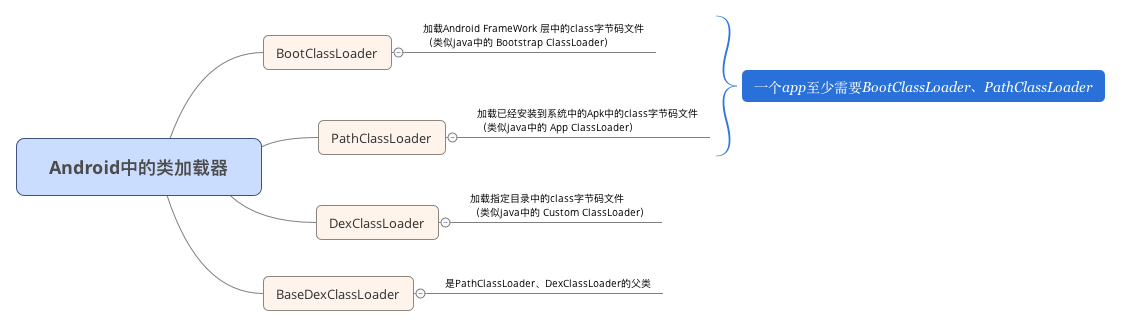 加载Android FrameWork 层中的class字节码文件
(类似java中的 Bootstrap ClassLoader)
BootClassLoader
一个app至少需要BootClassLoader、PathClassLoader
加载已经安装到系统中的Apk中的class字节码文件
(类似java中的 App ClassLoader)
PathClassLoader
Android中的类加载器
加载指定目录中的class字节码文件
(类似java中的 Custom ClassLoader)
DexClassLoader
是PathClassLoader、DexClassLoader的父类
BaseDexClassLoader